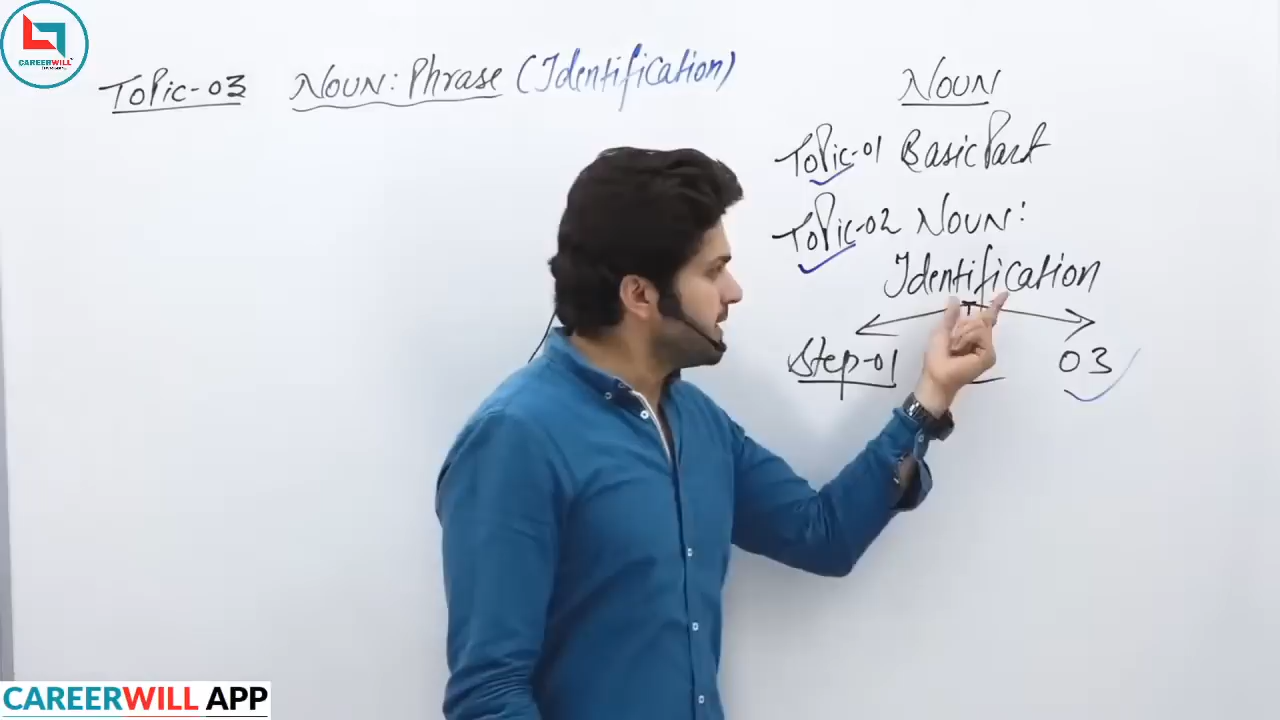 CAREERWILL
Topic-03 Noun: Phrase (Identification)
Noun
Topic-01 Basic Part
Topic-02 Noun:
Identification
Step-01 03
CAREERWILL APP